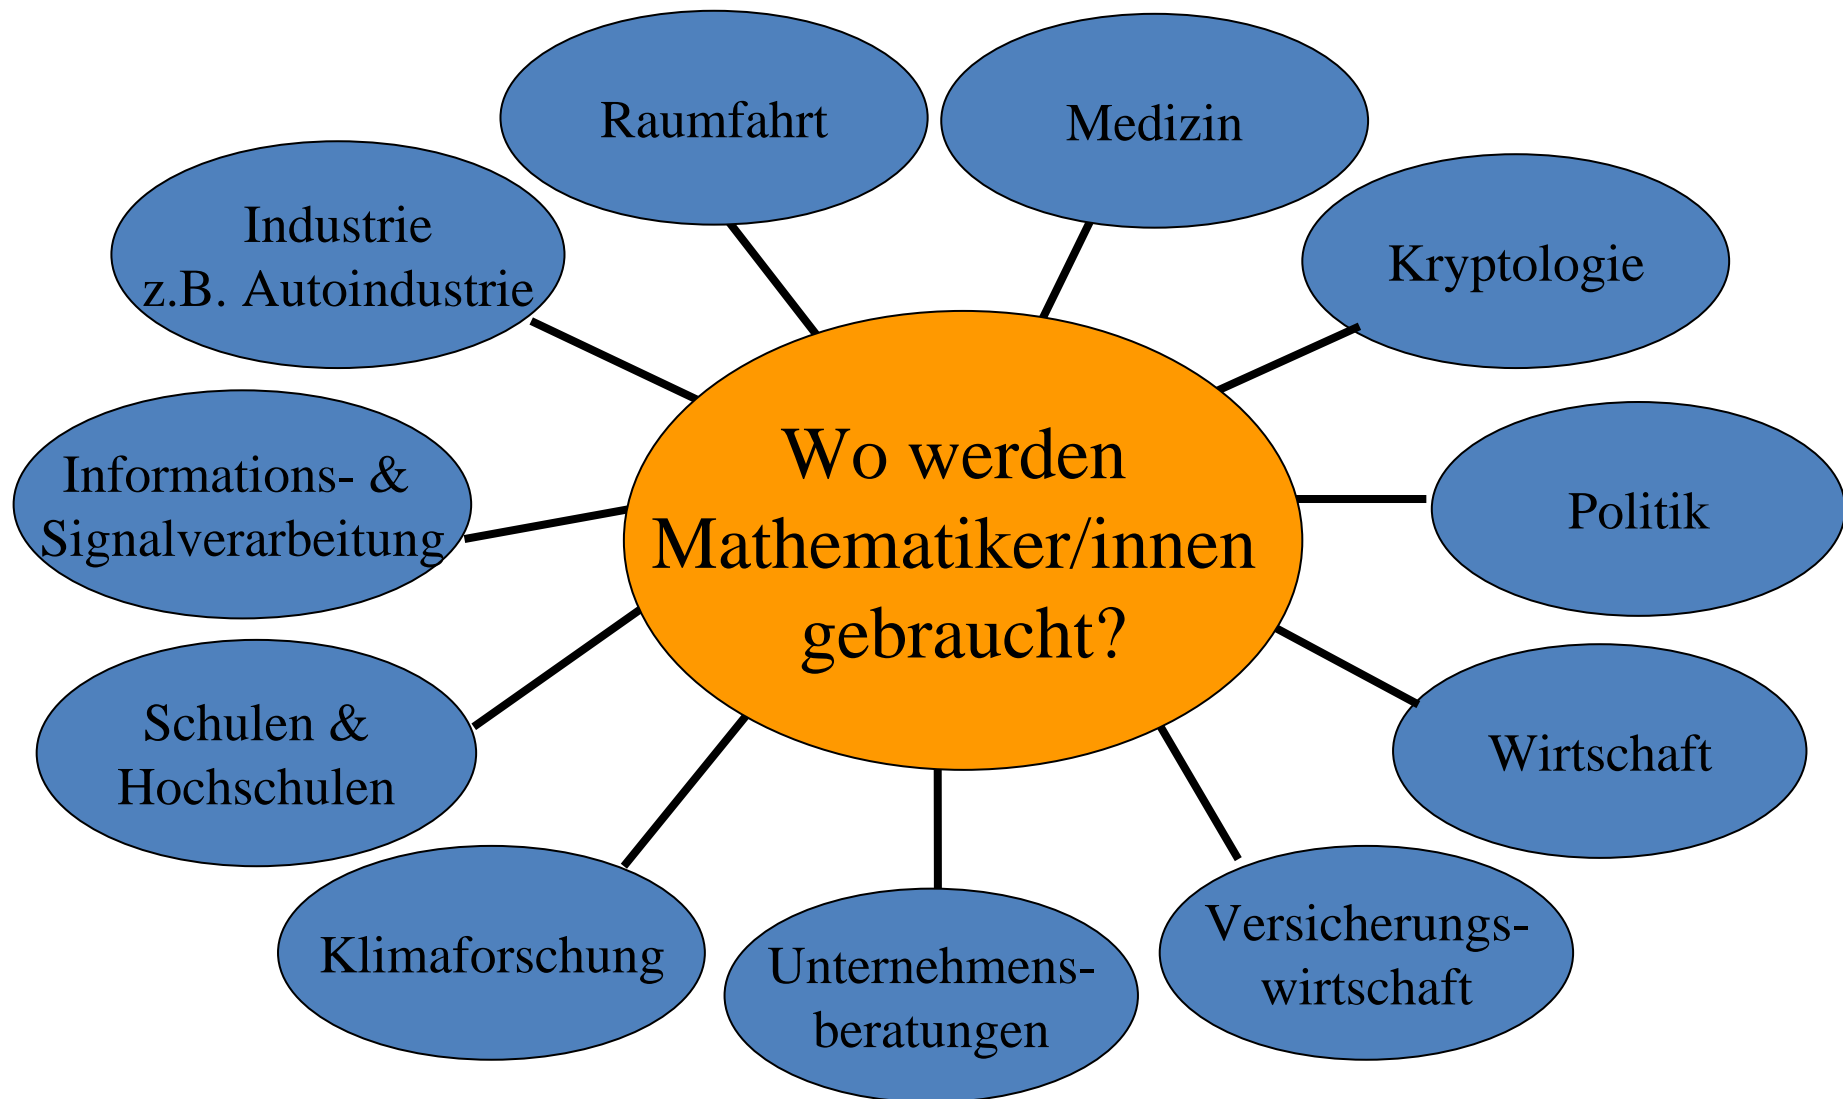 Raumfahrt
Medizin
Industrie
z.B. Autoindustrie
Kryptologie
Informations- &
Signalverarbeitung
Wo werden
Mathematiker/innen
gebraucht?
Politik
Schulen &
Hochschulen
Wirtschaft
Klimaforschung
Unternehmens-
beratungen
Versicherungs-
wirtschaft